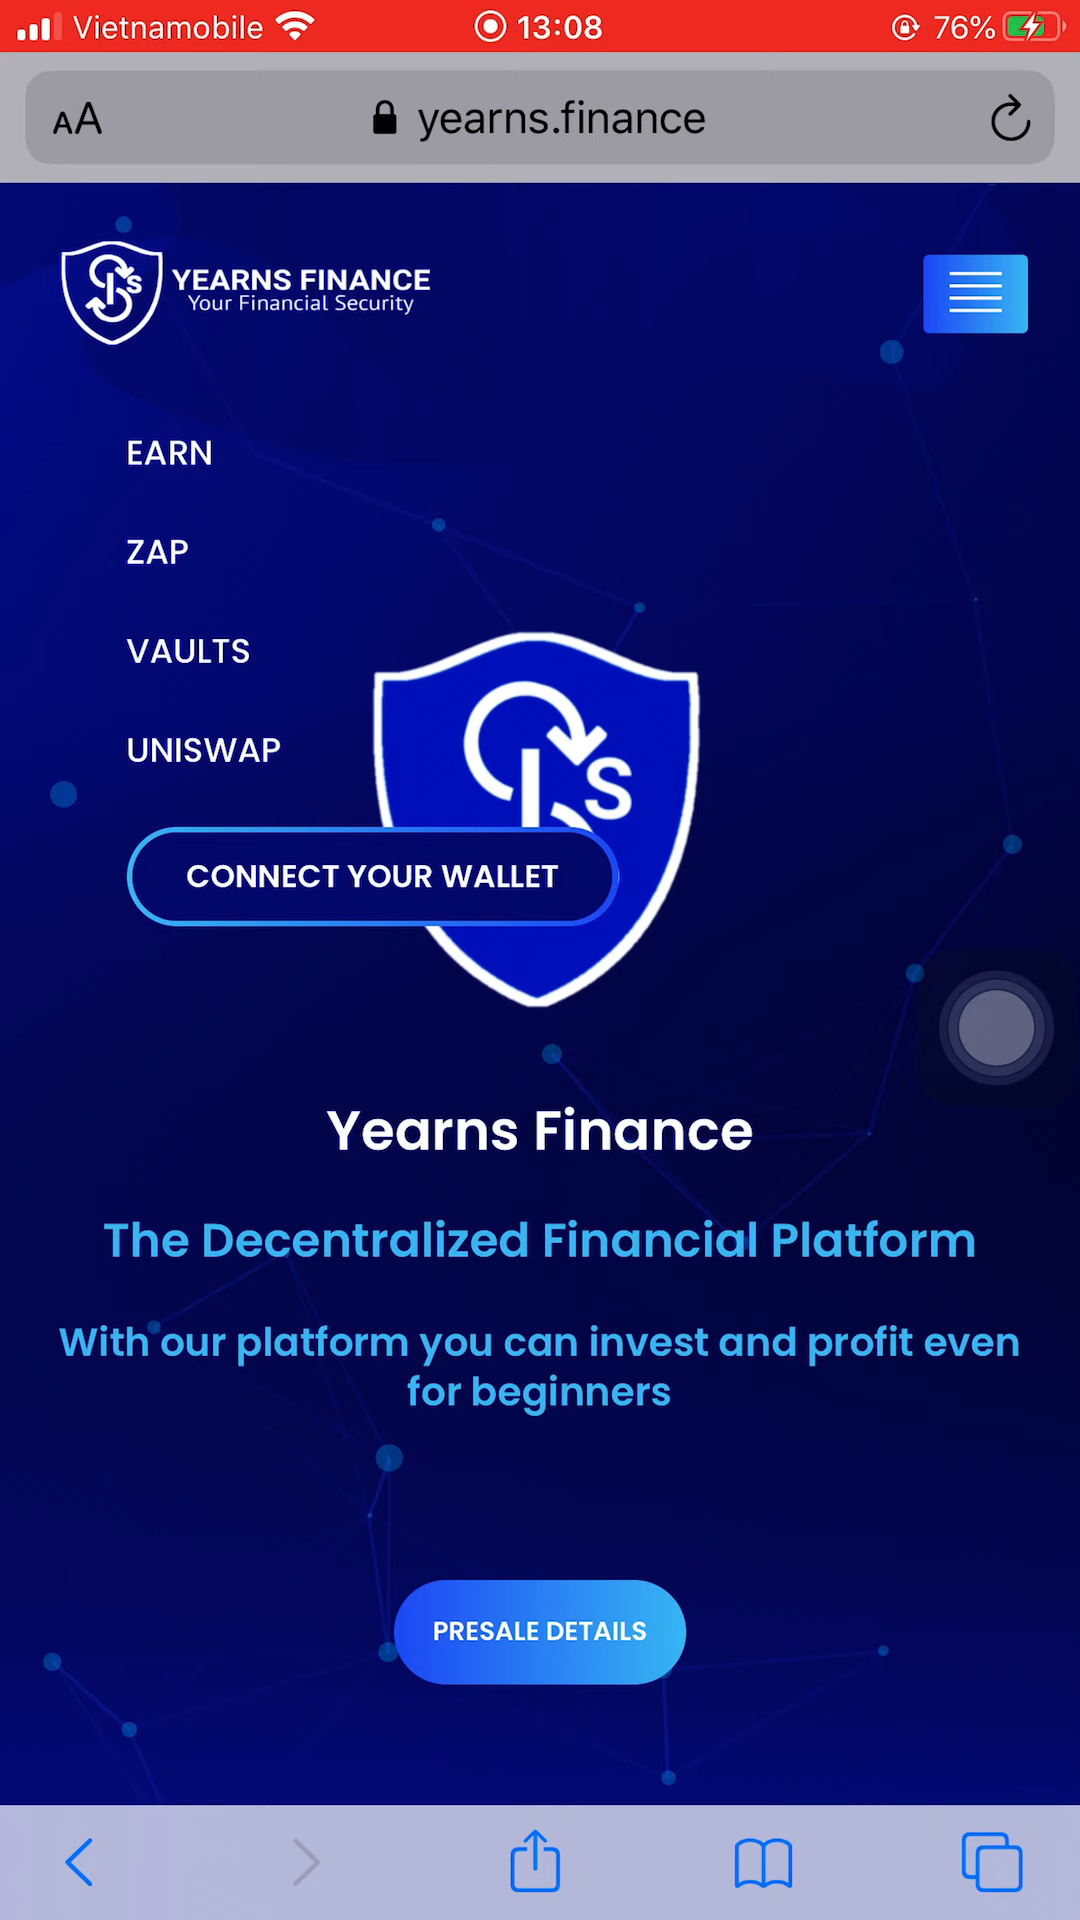 Vietnamobile 13:08 76%
AA yearns.finance
YEARNS FINANCE
Your Financial Security
EARN
ZAP
VAULTS
UNISWAP
S
CONNECT YOUR WALLET
Yearns Finance
The Decentralized Financial Platform
With our platform you can invest and profit even
for beginners
PRESALE DETAILS